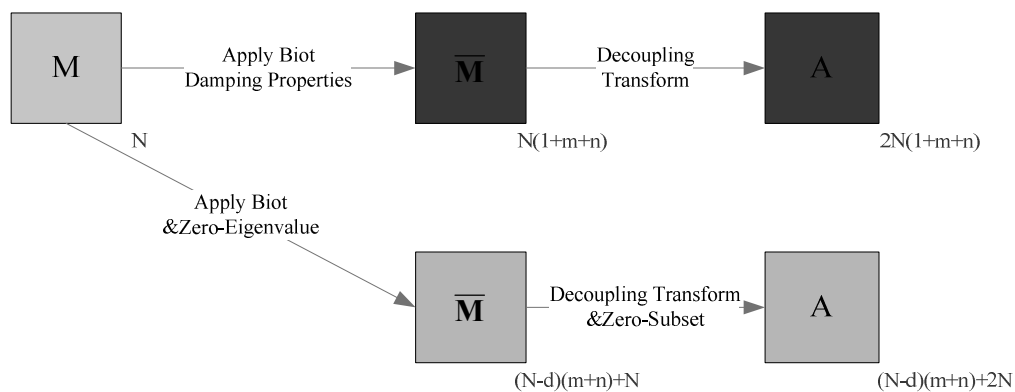 M
Apply Biot
Damping Properties
M̅
Decoupling
Transform
A
N
N(1+m+n)
2N(1+m+n)
Apply Biot
&Zero-Eigenvalue
M̅
Decoupling Transform
&Zero-Subset
A
(N-d)(m+n)+N
(N-d)(m+n)+2N